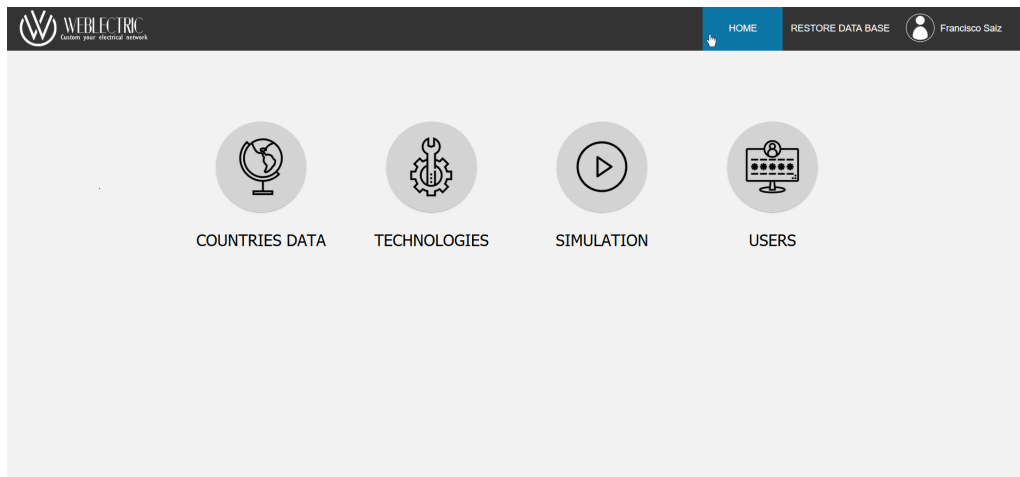 WEBLECTRIC
Custom your electrical network
HOME
RESTORE DATA BASE
Francisco Saiz
COUNTRIES DATA
TECHNOLOGIES
SIMULATION
USERS